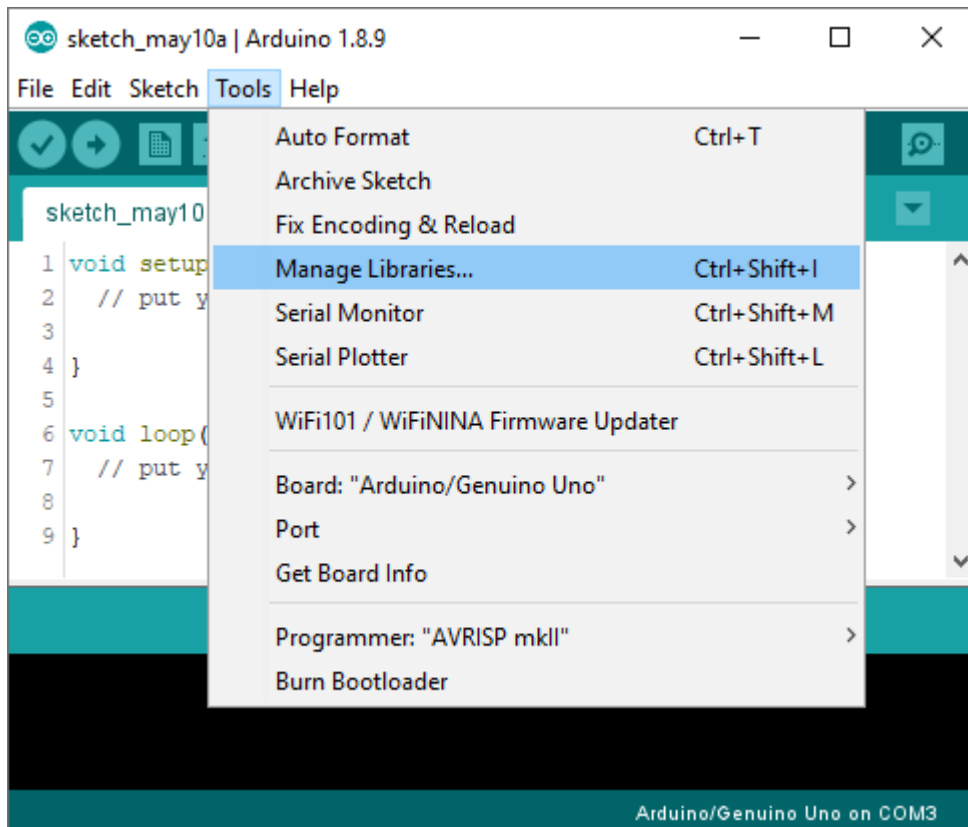 sketch_may10a | Arduino 1.8.9
File Edit Sketch Tools Help
Auto Format Ctrl+T
Archive Sketch
sketch_may10
Fix Encoding & Reload
1 void setup
Manage Libraries... Ctrl+Shift+I
2 // put y
Serial Monitor Ctrl+Shift+M
3
Serial Plotter Ctrl+Shift+L
4 }
5
WiFi101 / WiFiNINA Firmware Updater
6 void loop(
7 // put y
Board: "Arduino/Genuino Uno"
8
Port
9 }
Get Board Info
Programmer: "AVRISP mkII"
Burn Bootloader
Arduino/Genuino Uno on COM3